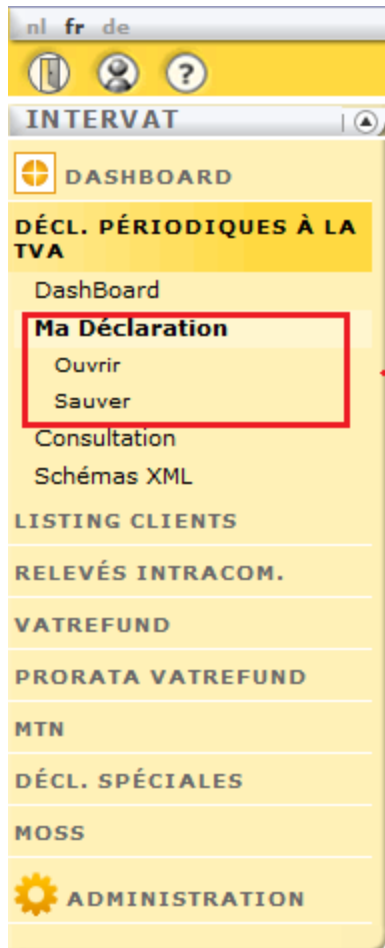 nl fr de
?
INTERVAT
DASHBOARD
DÉCL. PÉRIODIQUES À LA
TVA
DashBoard
Ma Déclaration
Ouvrir
Sauver
Consultation
Schémas XML
LISTING CLIENTS
RELEVÉS INTRACOM.
VATREFUND
PRORATA VATREFUND
MTN
DÉCL. SPÉCIALES
MOSS
ADMINISTRATION